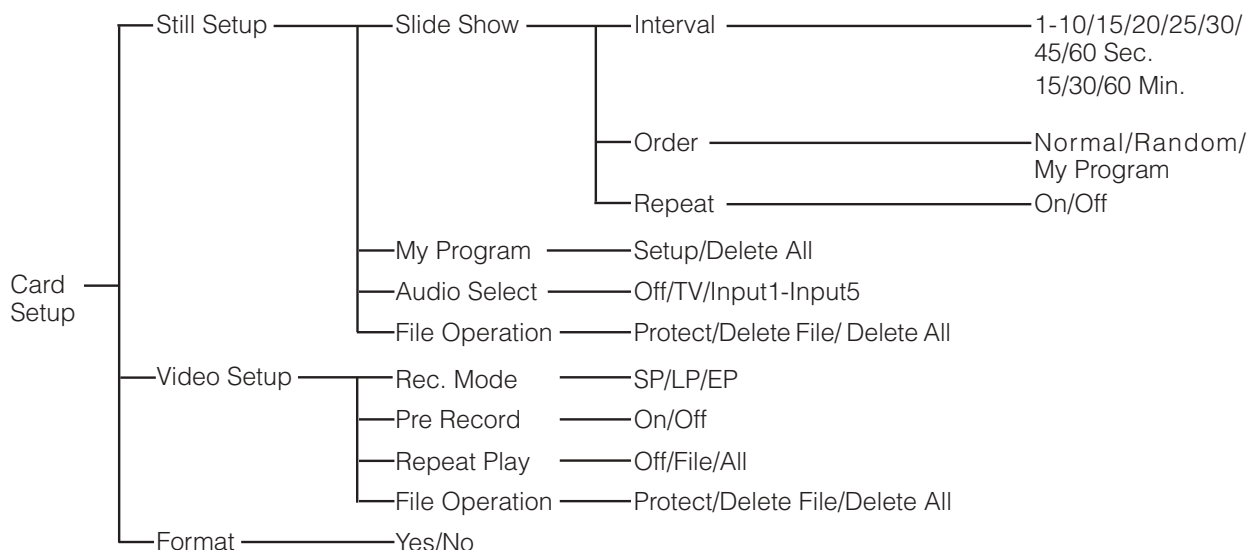 Still Setup Slide Show Interval 1-10/15/20/25/30/
45/60 Sec.
15/30/60 Min.
Order Normal/Random/
My Program
Repeat On/Off
My Program Setup/Delete All
Card
Setup
Audio Select Off/TV/Input1-Input5
File Operation Protect/Delete File/ Delete All
Video Setup Rec. Mode SP/LP/EP
Pre Record On/Off
Repeat Play Off/File/All
File Operation Protect/Delete File/Delete All
Format Yes/No